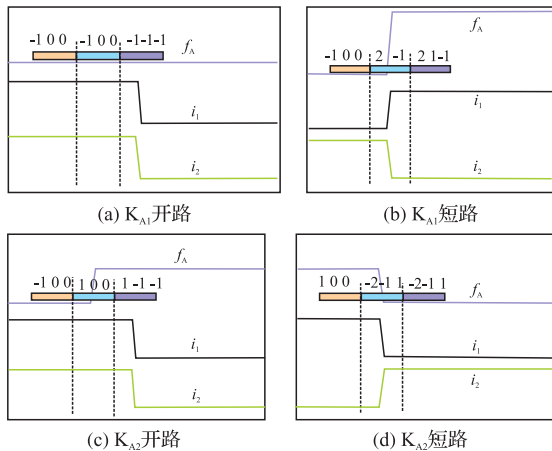 -1 0 0 -1 0 0 -1-1-1 f_A
i_1
i_2
(a) K_A1开路
-1 0 0 2 -1 2 1-1 f_A
i_1
i_2
(b) K_A1短路
f_A
-1 0 0 1 0 0 1 -1 -1
i_1
i_2
(c) K_A2开路
1 0 0 -2-1 1 -2-1 1 f_A
i_1
i_2
(d) K_A2短路